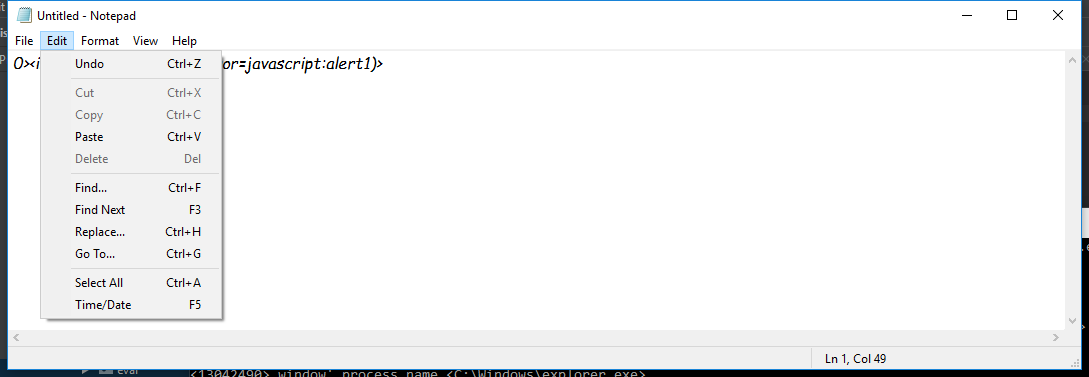 Untitled - Notepad
File Edit Format View Help
0><i or=javascript:alert1)>
Undo Ctrl+Z
Cut Ctrl+X
Copy Ctrl+C
Paste Ctrl+V
Delete Del
Find... Ctrl+F
Find Next F3
Replace... Ctrl+H
Go To... Ctrl+G
Select All Ctrl+A
Time/Date F5
Ln 1, Col 49
eval
<13042490> window' process name <C:\Windows\explorer.exe>